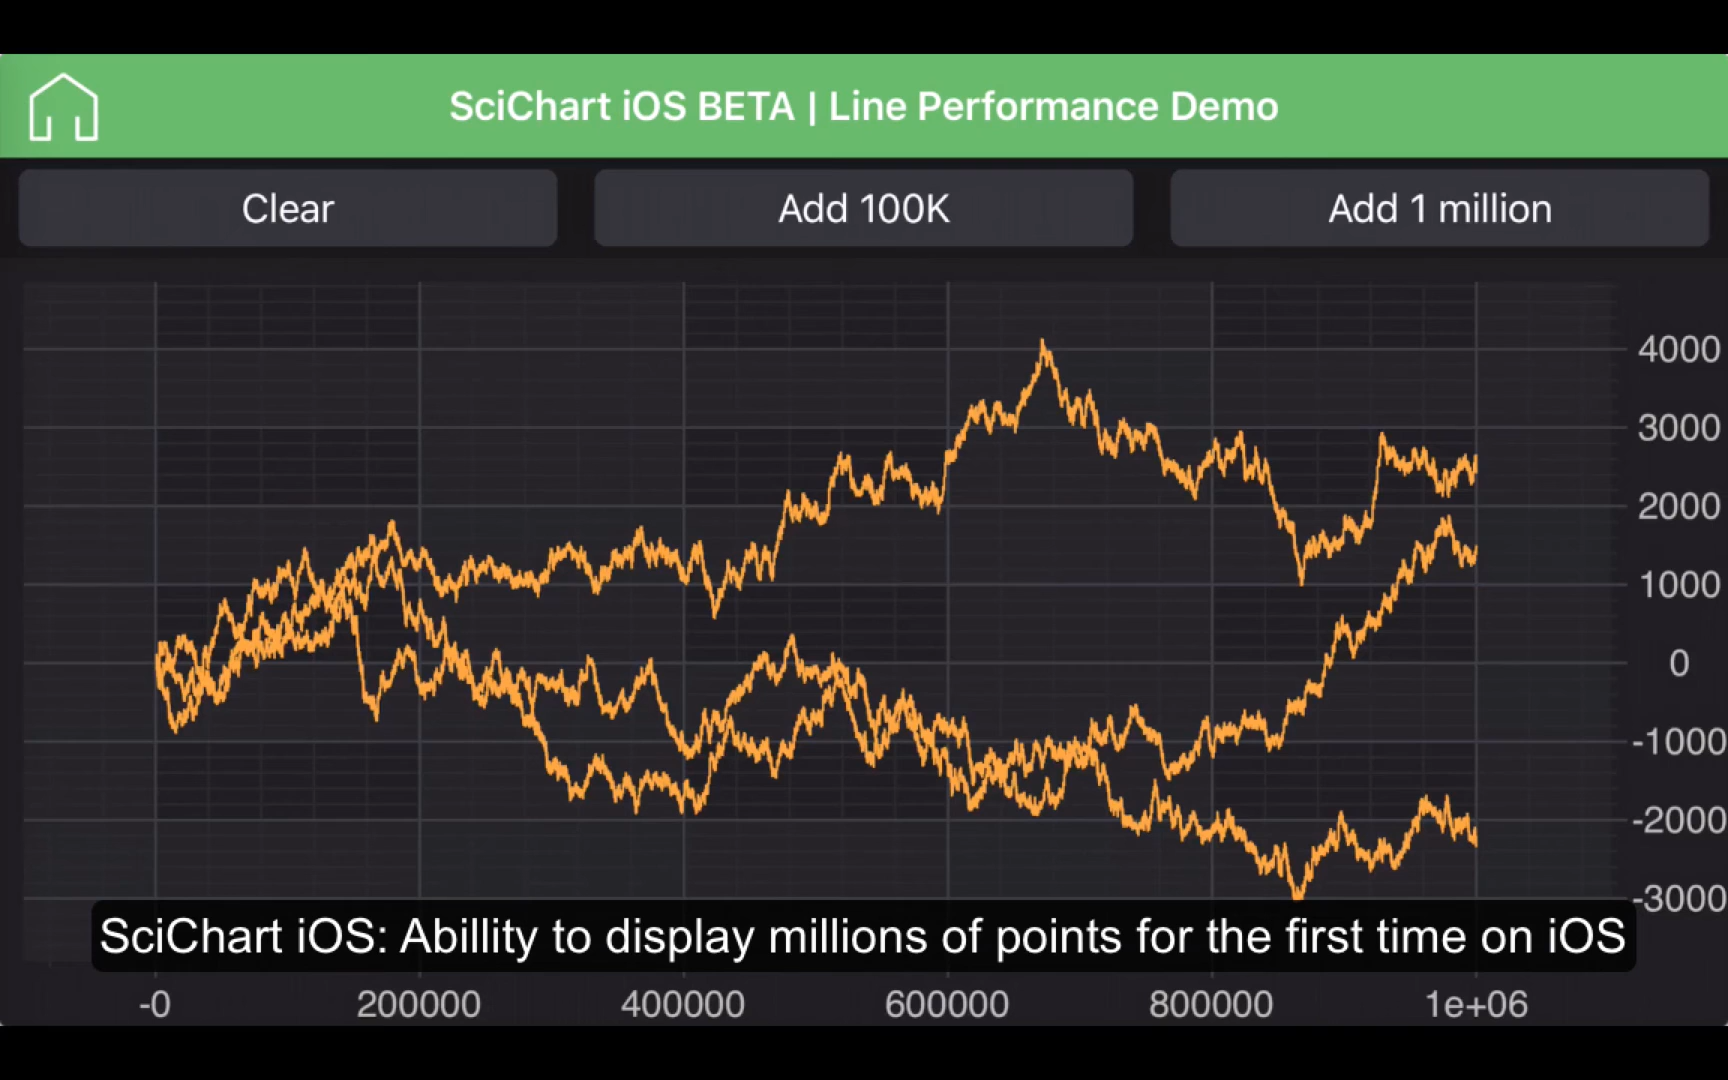 SciChart iOS BETA | Line Performance Demo
Clear
Add 100K
Add 1 million
4000
3000
2000
1000
0
-1000
-2000
-3000
SciChart iOS: Abillity to display millions of points for the first time on iOS
-0
200000
400000
600000
800000
1e+06